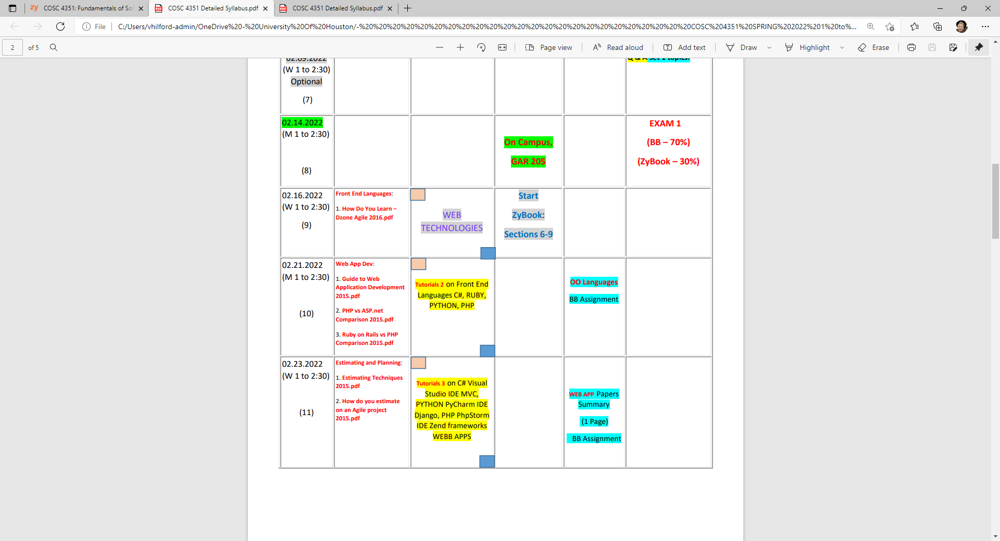 COSC 4351: Fundamentals of So
COSC 4351 Detailed Syllabus.pdf
COSC 4351 Detailed Syllabus.pdf
File
C:/Users/vhilford-admin/OneDrive%20-%20University%20Of%20Houston/-%20%20%20%20%20%20%20%20%20%20%20%20%20%20%20%20%20%20%20%20%20%20%20%20COSC%204351%20SPRING%202022%201%20to%...
2 of 5
Page view
Read aloud
Add text
Draw
Highlight
Erase
02.09.2022
(W 1 to 2:30)
Optional
(7)
Q & A Set 1 topics.
02.14.2022
(M 1 to 2:30)
(8)
On Campus,
GAR 205
EXAM 1
(BB – 70%)
(ZyBook – 30%)
02.16.2022
(W 1 to 2:30)
(9)
Front End Languages:
1. How Do You Learn –
Dzone Agile 2016.pdf
WEB
TECHNOLOGIES
Start
ZyBook:
Sections 6-9
02.21.2022
(M 1 to 2:30)
(10)
Web App Dev:
1. Guide to Web
Application Development
2015.pdf
2. PHP vs ASP.net
Comparison 2015.pdf
3. Ruby on Rails vs PHP
Comparison 2015.pdf
Tutorials 2 on Front End
Languages C#, RUBY,
PYTHON, PHP
OO Languages
BB Assignment
02.23.2022
(W 1 to 2:30)
(11)
Estimating and Planning:
1. Estimating Techniques
2015.pdf
2. How do you estimate
on an Agile project
2015.pdf
Tutorials 3 on C# Visual
Studio IDE MVC,
PYTHON PyCharm IDE
Django, PHP PhpStorm
IDE Zend frameworks
WEBB APPS
WEB APP Papers
Summary
(1 Page)
BB Assignment